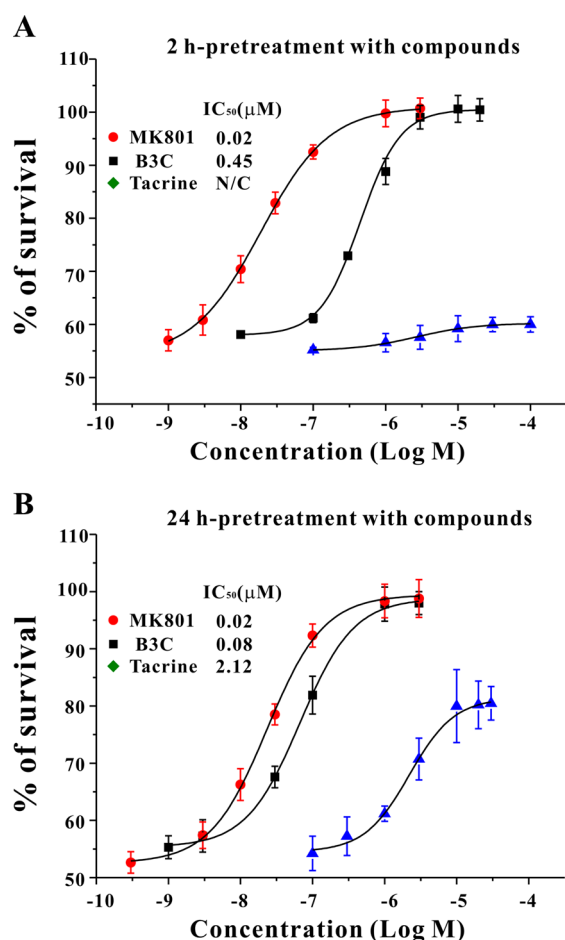 A
2 h-pretreatment with compounds
110
100
90
80
70
60
50
% of survival
IC₅₀(μM)
MK801 0.02
B3C 0.45
Tacrine N/C
-10 -9 -8 -7 -6 -5 -4
Concentration (Log M)
B
24 h-pretreatment with compounds
110
100
90
80
70
60
50
% of survival
IC₅₀(μM)
MK801 0.02
B3C 0.08
Tacrine 2.12
-10 -9 -8 -7 -6 -5 -4
Concentration (Log M)